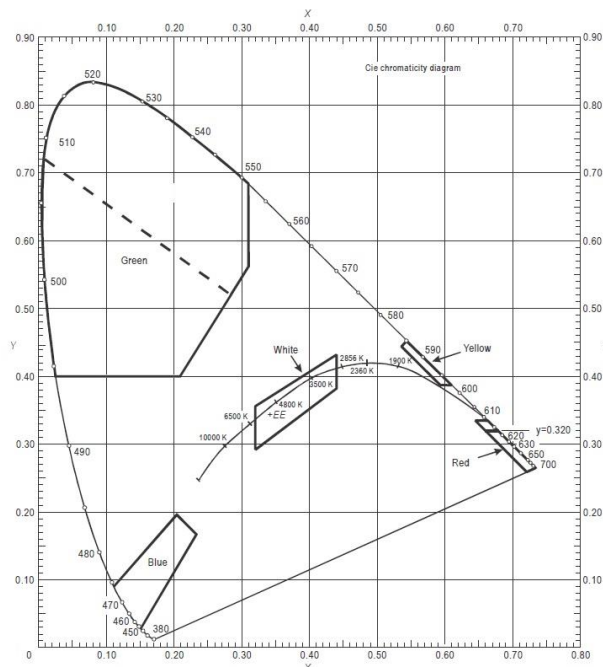 X
0.10 0.20 0.30 0.40 0.50 0.60 0.70
0.90 0.90
Cie chromaticity diagram
520
530
0.80 0.80
540
510
550
0.70 0.70
560
0.60 0.60
Green
570
500
0.50 0.50
580
Y Y
White 2856 K 590 Yellow
0.40 1900 K 0.40
2360 K
3500 K 600
4800 K
6500 K +EE 610
y=0.320
10000 K 620
0.30 630 0.30
490 650
Red 700
0.20 0.20
480
Blue
0.10 0.10
470
460
450 380
0 0.10 0.20 0.30 0.40 0.50 0.60 0.70 0.80